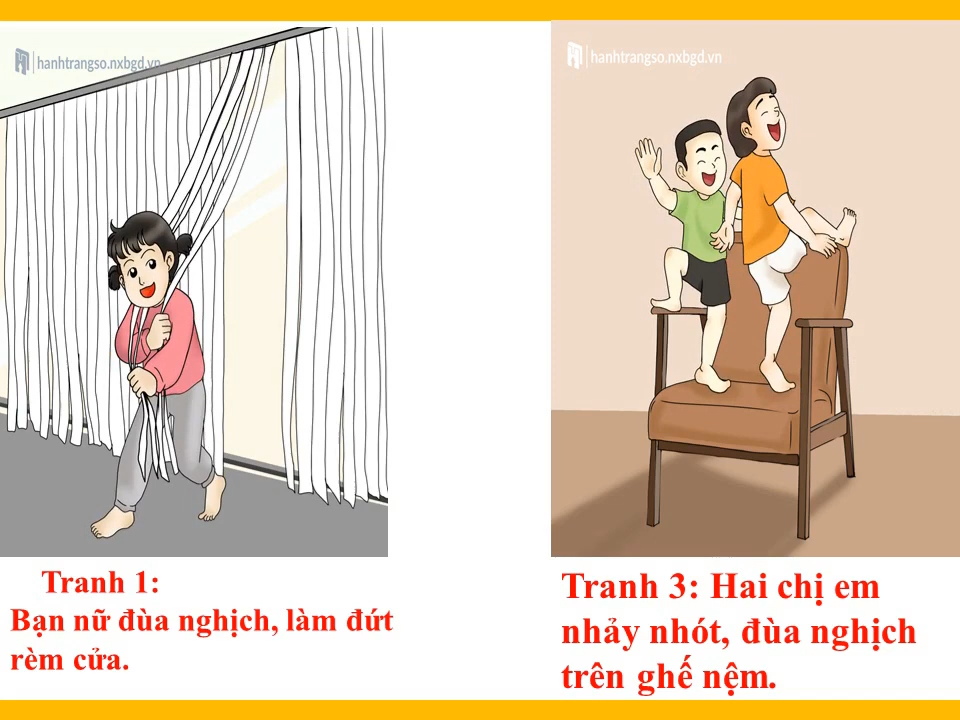 hanhtrangso.nxbgd.vn
Tranh 1:
Bạn nữ đùa nghịch, làm đứt
rèm cửa.
hanhtrangso.nxbgd.vn
Tranh 3: Hai chị em
nhảy nhót, đùa nghịch
trên ghế nệm.